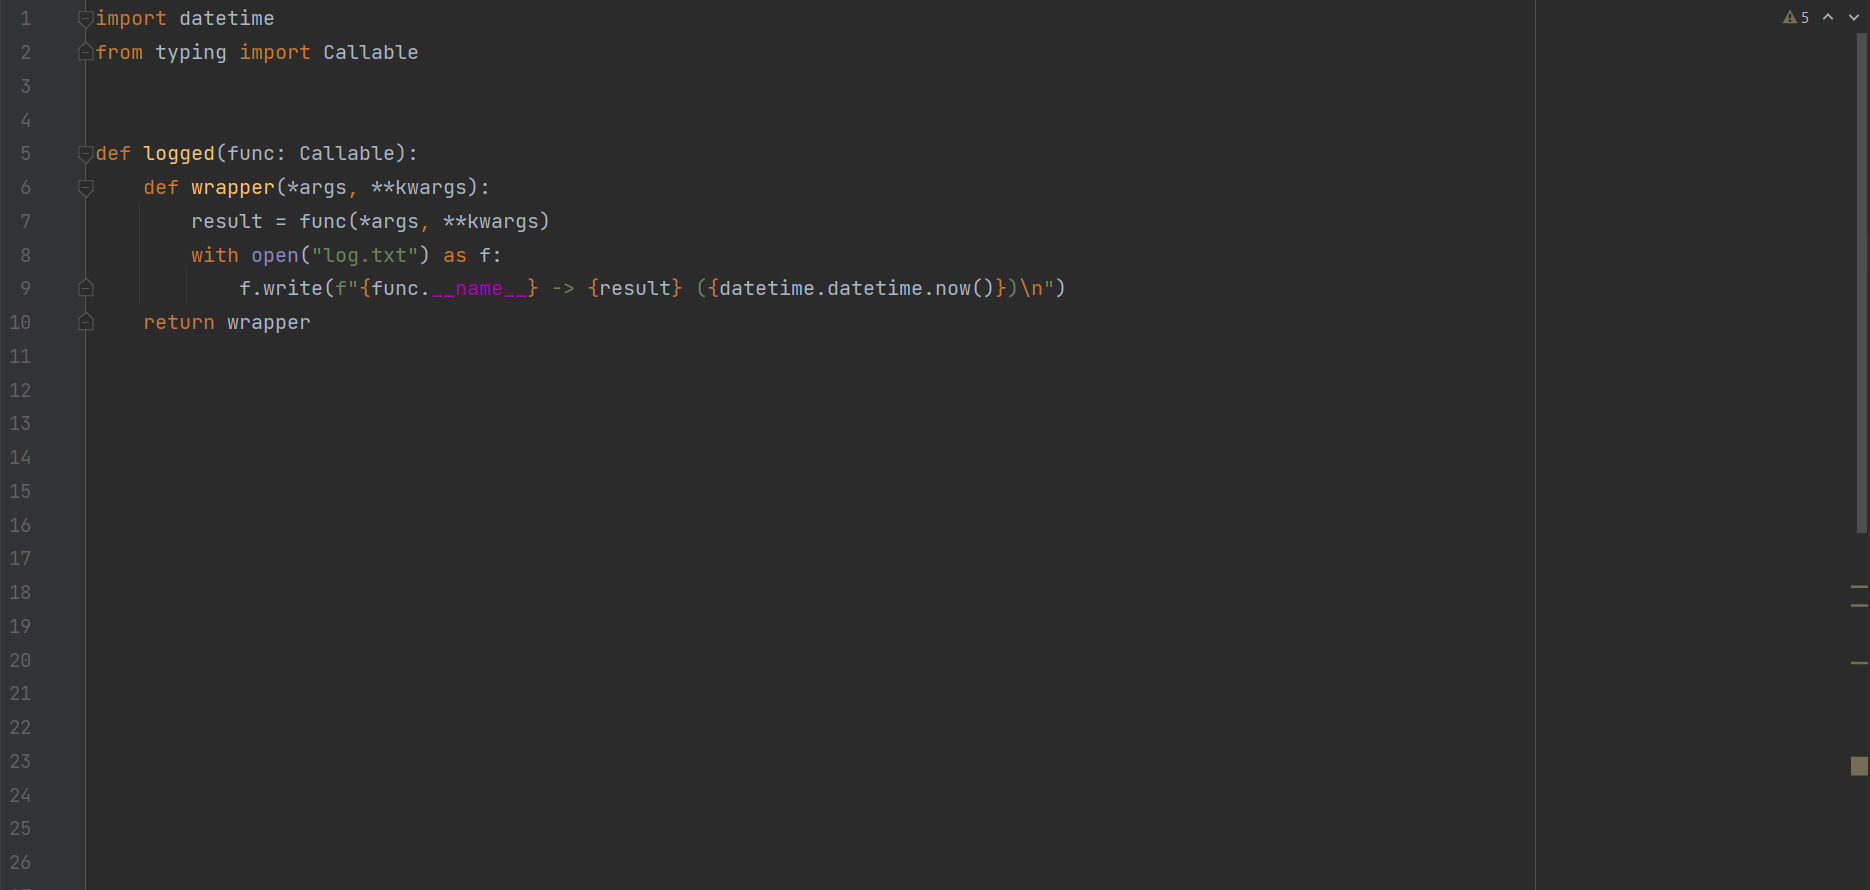 5
1 import datetime
2 from typing import Callable
3
4
5 def logged(func: Callable):
6     def wrapper(*args, **kwargs):
7         result = func(*args, **kwargs)
8         with open("log.txt") as f:
9             f.write(f"{func.__name__} -> {result} ({datetime.datetime.now()})\n")
10     return wrapper
11
12
13
14
15
16
17
18
19
20
21
22
23
24
25
26